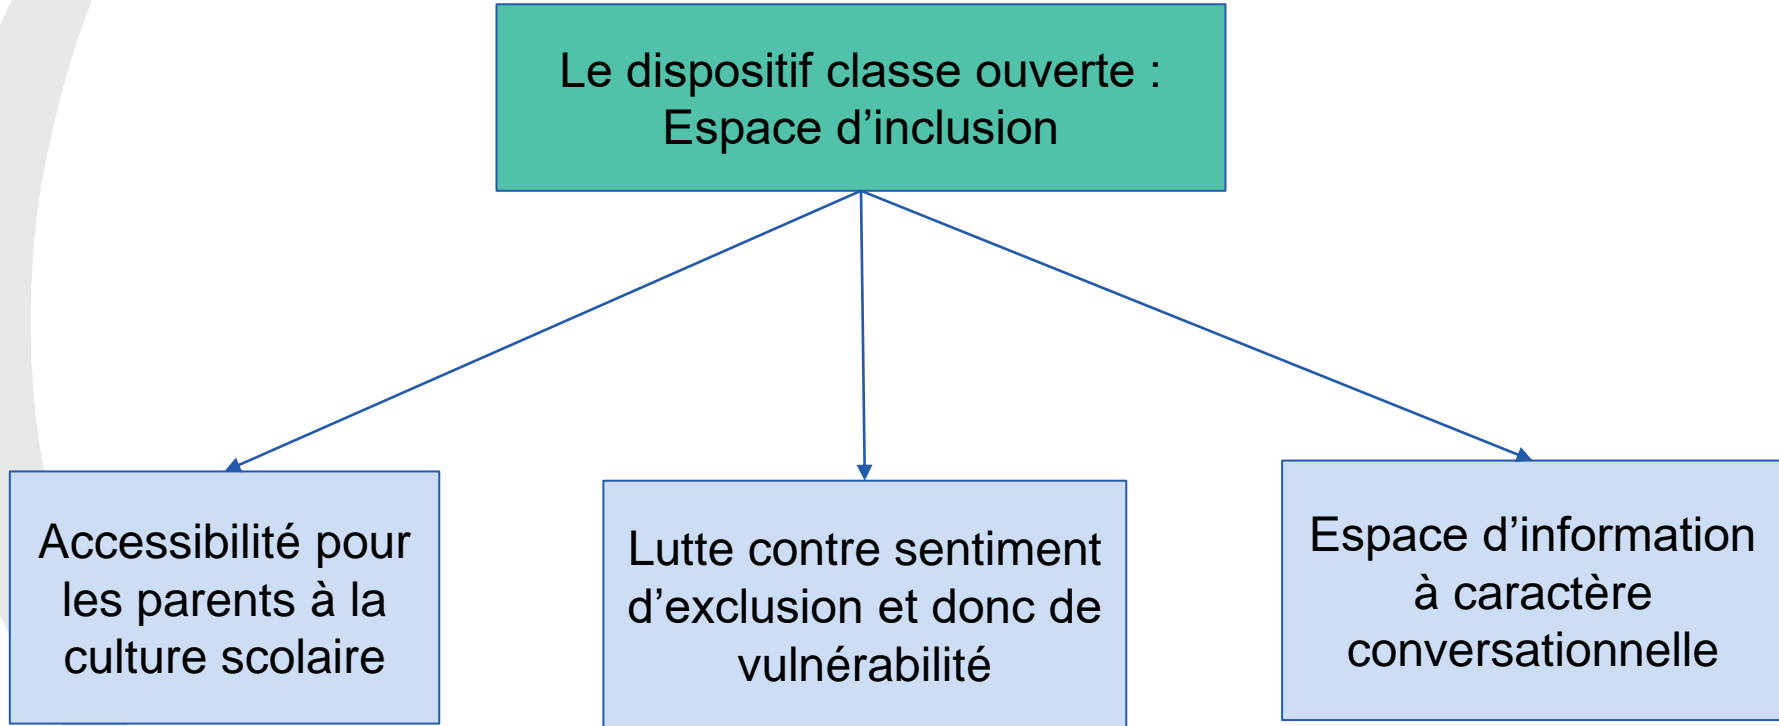 Le dispositif classe ouverte :
Espace d’inclusion
Accessibilité pour
les parents à la
culture scolaire
Lutte contre sentiment
d’exclusion et donc de
vulnérabilité
Espace d’information
à caractère
conversationnelle